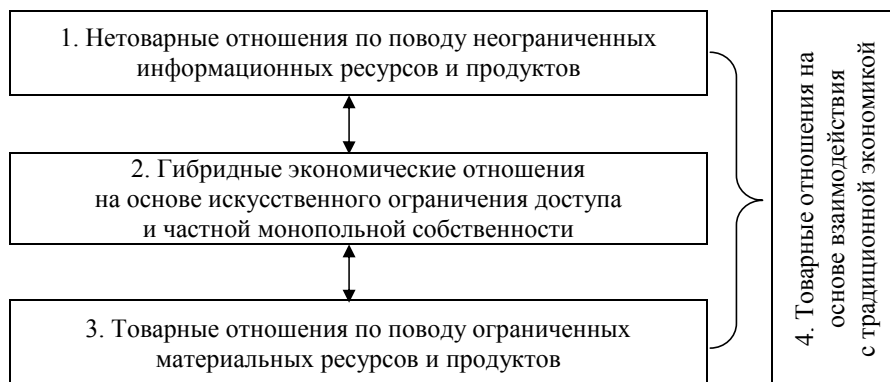 1. Нетоварные отношения по поводу неограниченных
информационных ресурсов и продуктов
2. Гибридные экономические отношения
на основе искусственного ограничения доступа
и частной монопольной собственности
3. Товарные отношения по поводу ограниченных
материальных ресурсов и продуктов
4. Товарные отношения на
основе взаимодействия
с традиционной экономикой